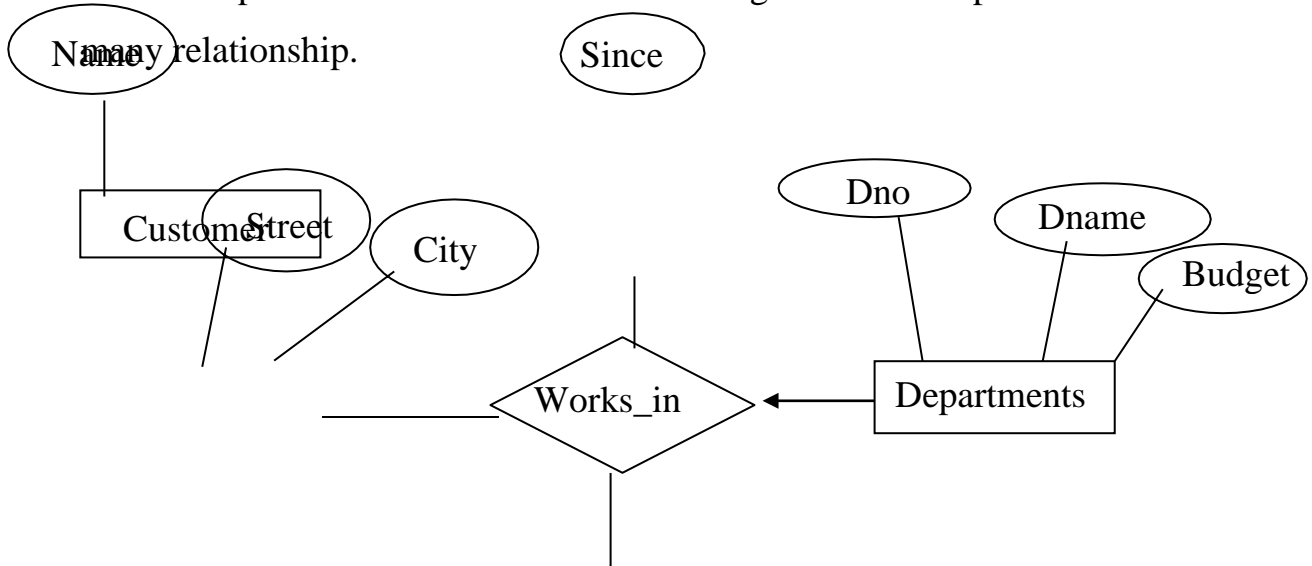 Name
many relationship.
Since
Dno
Dname
Customer
Street
City
Budget
Works_in
Departments